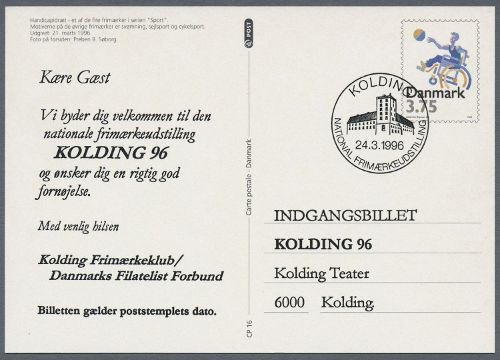 Handicapidræt - et af de fire frimærker i serien "Sport".
Motiverne på de øvrige frimærker er svømning, sejlsport og cykelsport.
Udgivet: 21. marts 1996.
Foto på forsiden: Preben B. Søborg.
Kære Gæst
Vi byder dig velkommen til den
nationale frimærkeudstilling
KOLDING 96
og ønsker dig en rigtig god
fornøjelse.
Med venlig hilsen
Kolding Frimærkeklub/
Danmarks Filatelist Forbund
Billetten gælder poststemplets dato.
POST
Carte postale · Danmark
CP 16
KOLDING
24.3.1996
NATIONAL FRIMÆRKEUDSTILLING
Danmark
3.75
INDGANGSBILLET
KOLDING 96
Kolding Teater
6000 Kolding.